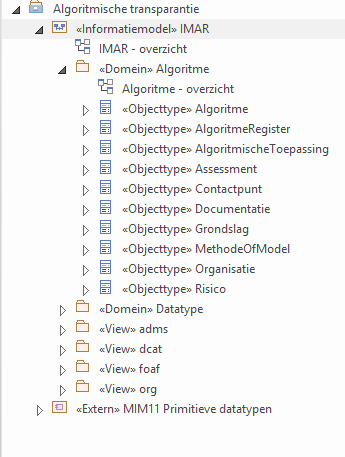 Algoritmische transparantie
«Informatiemodel» IMAR
IMAR - overzicht
«Domein» Algoritme
Algoritme - overzicht
«Objecttype» Algoritme
«Objecttype» AlgoritmeRegister
«Objecttype» AlgoritmischeToepassing
«Objecttype» Assessment
«Objecttype» Contactpunt
«Objecttype» Documentatie
«Objecttype» Grondslag
«Objecttype» MethodeOfModel
«Objecttype» Organisatie
«Objecttype» Risico
«Domein» Datatype
«View» adms
«View» dcat
«View» foaf
«View» org
«Extern» MIM11 Primitieve datatypen